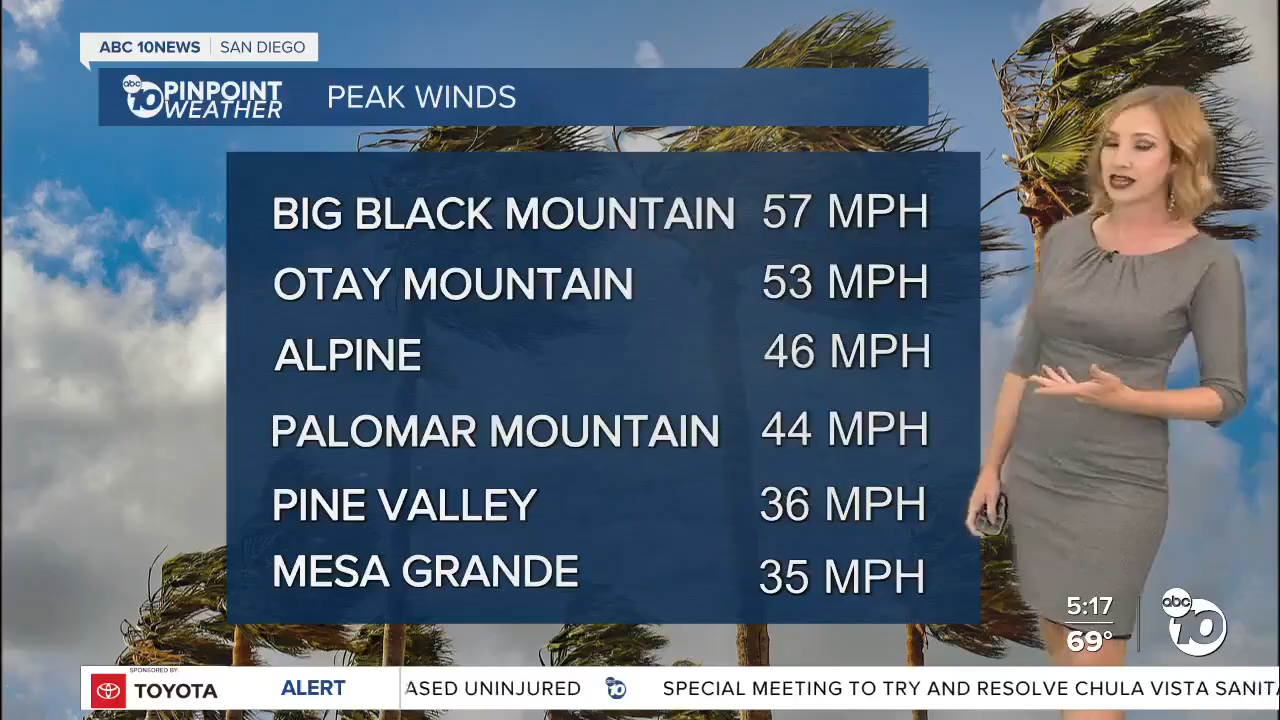 ABC 10NEWS | SAN DIEGO
abc 10 PINPOINT WEATHER
PEAK WINDS
BIG BLACK MOUNTAIN 57 MPH
OTAY MOUNTAIN 53 MPH
ALPINE 46 MPH
PALOMAR MOUNTAIN 44 MPH
PINE VALLEY 36 MPH
MESA GRANDE 35 MPH
5:17
69°
abc 10
SPONSORED BY:
TOYOTA
ALERT
ASED UNINJURED abc 10 SPECIAL MEETING TO TRY AND RESOLVE CHULA VISTA SANIT